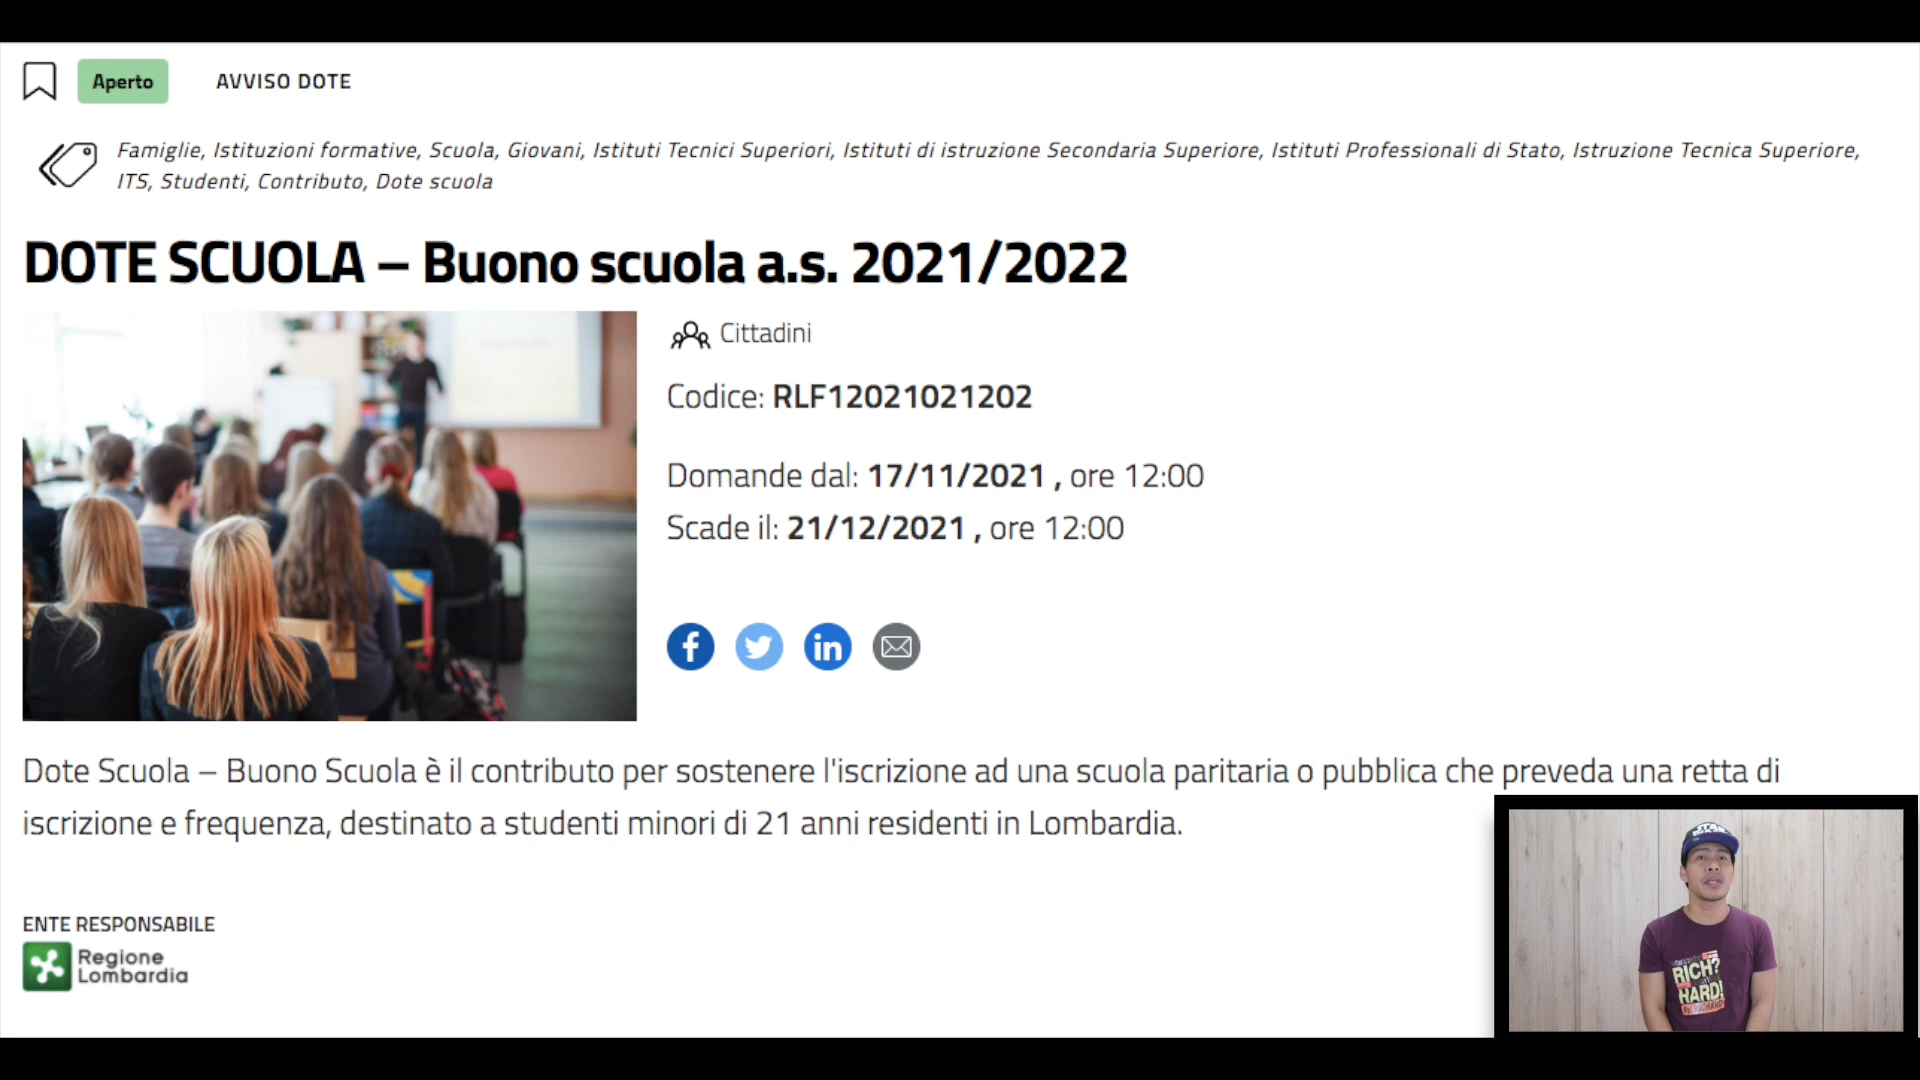 Aperto
AVVISO DOTE
Famiglie, Istituzioni formative, Scuola, Giovani, Istituti Tecnici Superiori, Istituti di istruzione Secondaria Superiore, Istituti Professionali di Stato, Istruzione Tecnica Superiore,
ITS, Studenti, Contributo, Dote scuola
DOTE SCUOLA – Buono scuola a.s. 2021/2022
Cittadini
Codice: RLF12021021202
Domande dal: 17/11/2021 , ore 12:00
Scade il: 21/12/2021 , ore 12:00
Dote Scuola – Buono Scuola è il contributo per sostenere l'iscrizione ad una scuola paritaria o pubblica che preveda una retta di
iscrizione e frequenza, destinato a studenti minori di 21 anni residenti in Lombardia.
ENTE RESPONSABILE
Regione
Lombardia
STAR
RICH?
HARD!